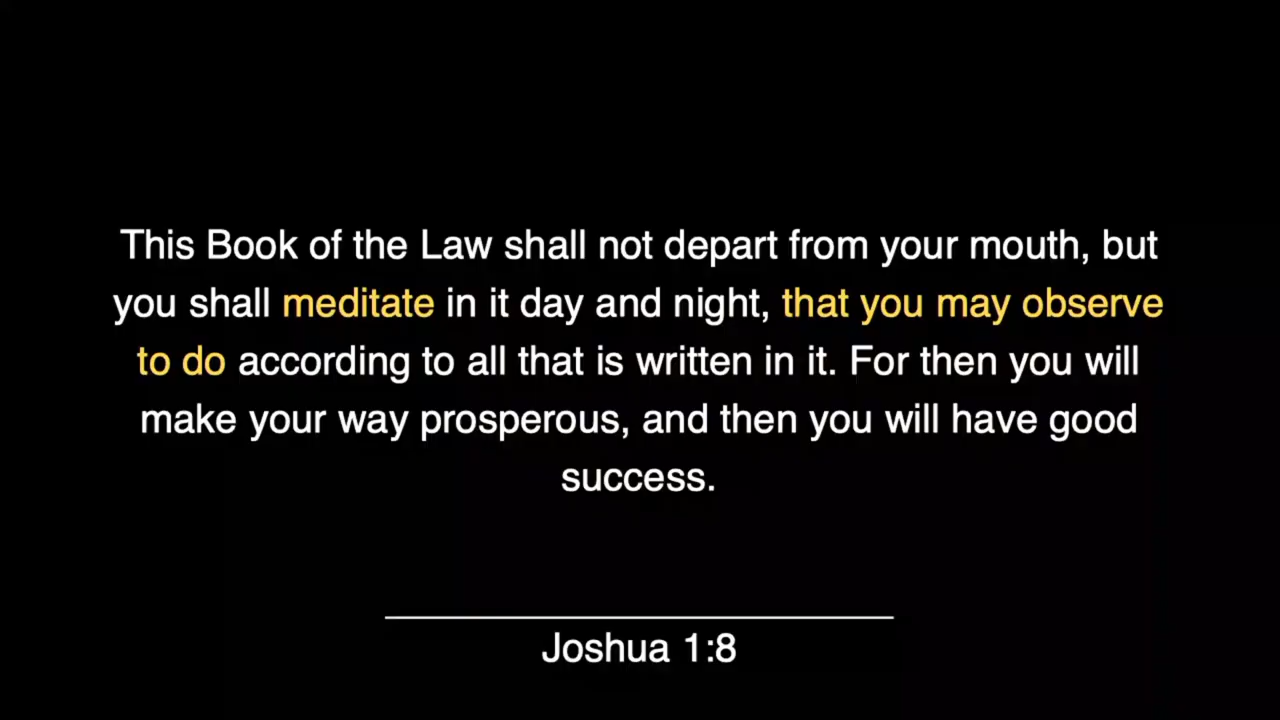 This Book of the Law shall not depart from your mouth, but
you shall meditate in it day and night, that you may observe
to do according to all that is written in it. For then you will
make your way prosperous, and then you will have good
success.
Joshua 1:8